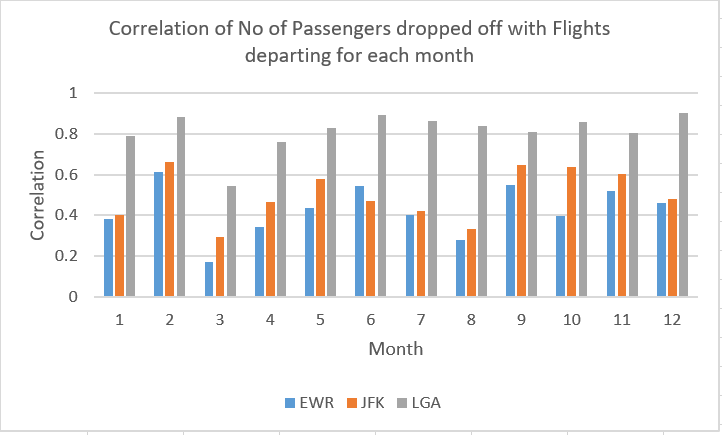 Correlation of No of Passengers dropped off with Flights
departing for each month
1
0.8
0.6
0.4
0.2
0
Correlation
1 2 3 4 5 6 7 8 9 10 11 12
Month
EWR JFK LGA